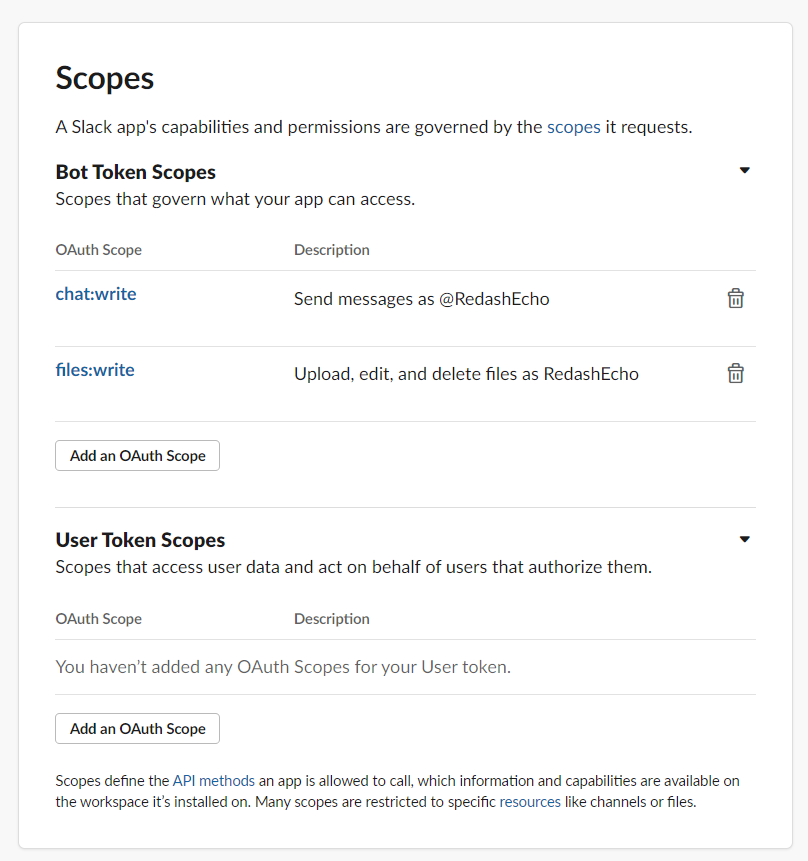 Scopes
A Slack app's capabilities and permissions are governed by the scopes it requests.
Bot Token Scopes
Scopes that govern what your app can access.
OAuth Scope Description
chat:write Send messages as @RedashEcho
files:write Upload, edit, and delete files as RedashEcho
Add an OAuth Scope
User Token Scopes
Scopes that access user data and act on behalf of users that authorize them.
OAuth Scope Description
You haven’t added any OAuth Scopes for your User token.
Add an OAuth Scope
Scopes define the API methods an app is allowed to call, which information and capabilities are available on
the workspace it’s installed on. Many scopes are restricted to specific resources like channels or files.